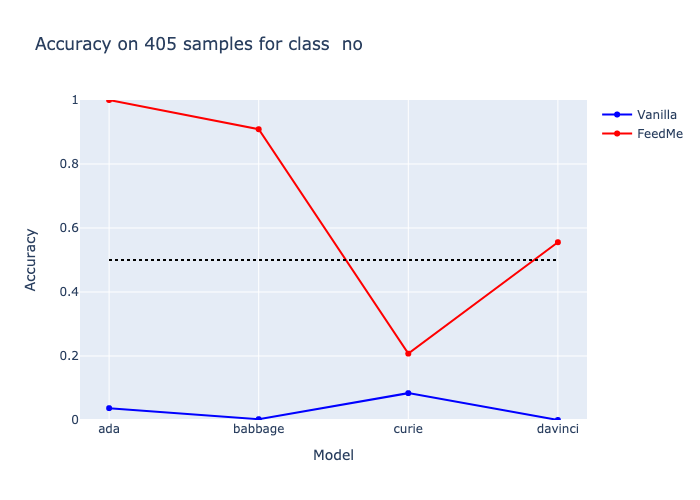 Accuracy on 405 samples for class  no
Vanilla
FeedMe
1
0.8
0.6
0.4
0.2
0
Accuracy
ada
babbage
curie
davinci
Model